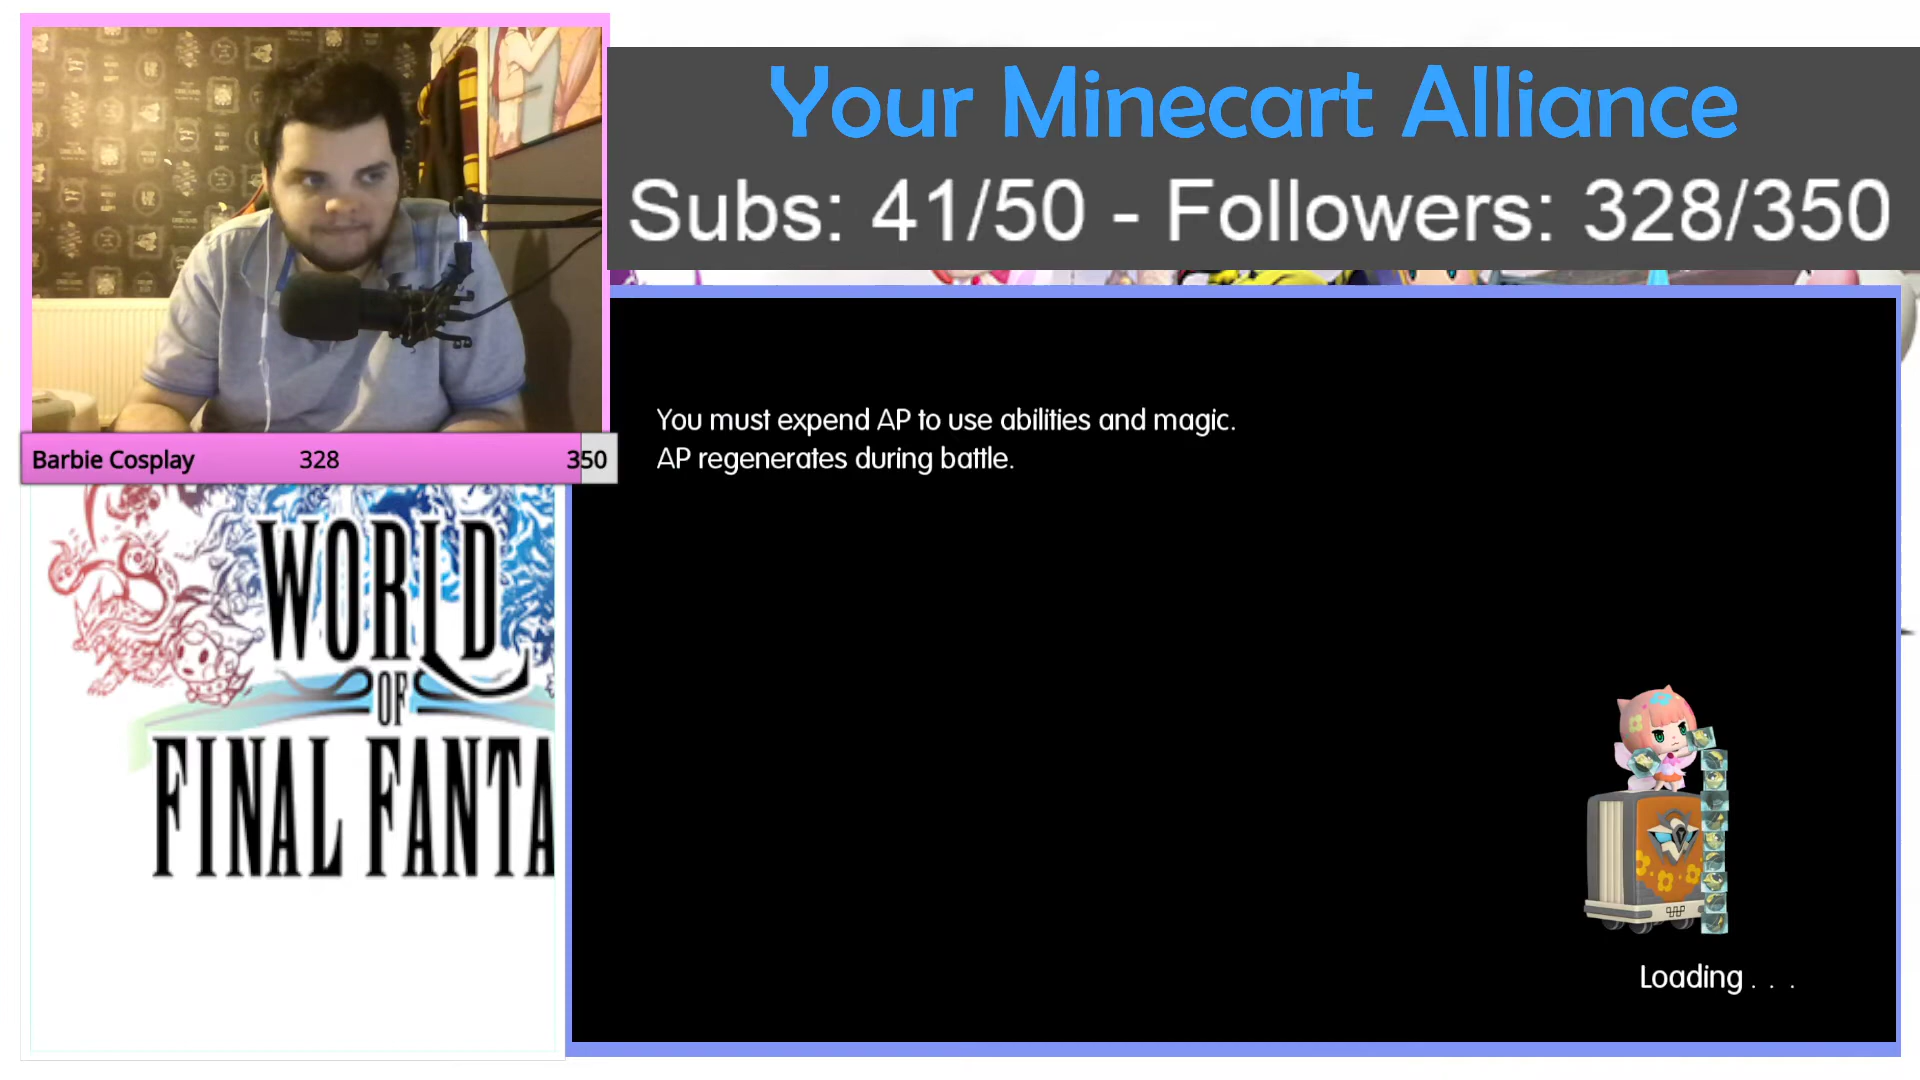 Your Minecart Alliance
Subs: 41/50 - Followers: 328/350
You must expend AP to use abilities and magic.
AP regenerates during battle.
Barbie Cosplay 328 350
WORLD
OF
FINAL FANTA
Loading . . .